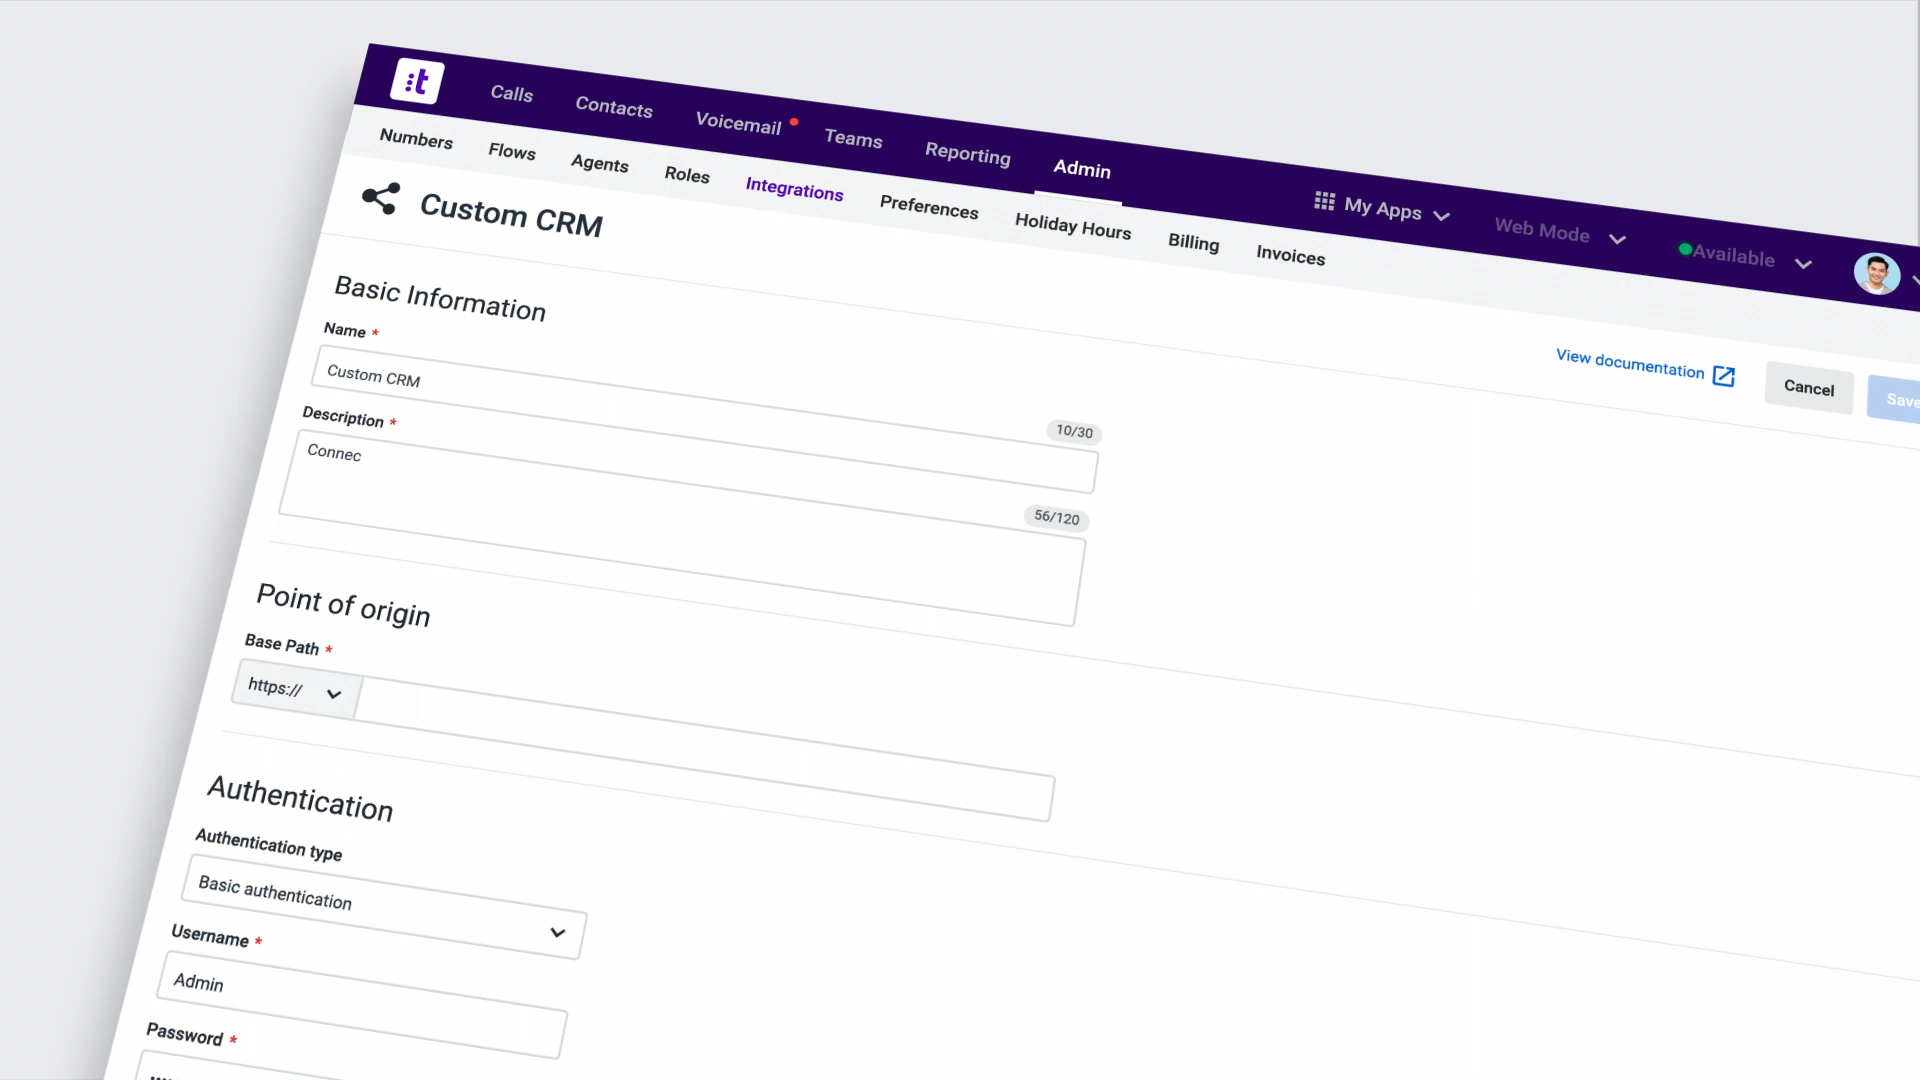 :t
Calls Contacts Voicemail Teams Reporting Admin My Apps Web Mode Available
Numbers Flows Agents Roles Integrations Preferences Holiday Hours Billing Invoices
Custom CRM
View documentation Cancel Save
Basic Information
Name *
10/30
Custom CRM
Description *
56/120
Connec
Point of origin
Base Path *
https://
Authentication
Authentication type
Basic authentication
Username *
Admin
Password *